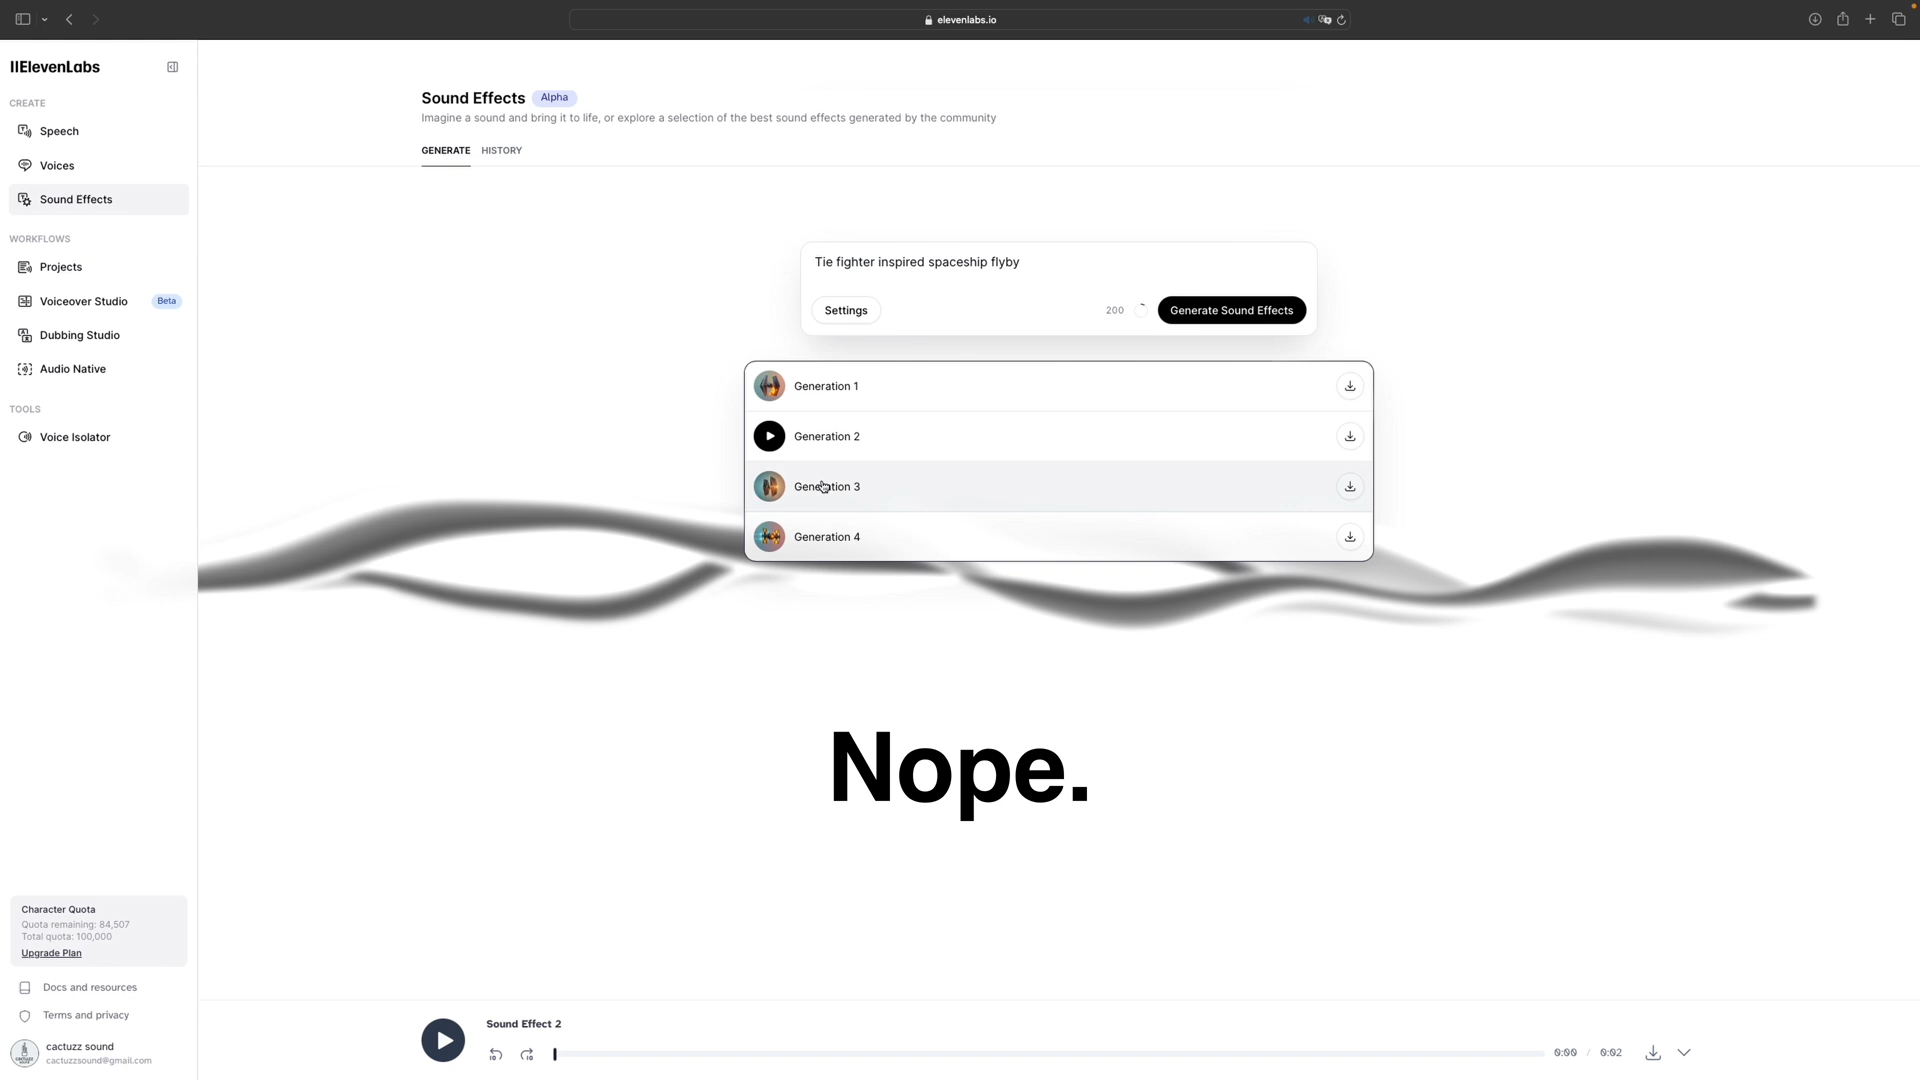 elevenlabs.io
IIElevenLabs
CREATE
Speech
Voices
Sound Effects
WORKFLOWS
Projects
Voiceover Studio Beta
Dubbing Studio
Audio Native
TOOLS
Voice Isolator
Character Quota
Quota remaining: 84,507
Total quota: 100,000
Upgrade Plan
Docs and resources
Terms and privacy
cactuzz sound
cactuzzsound@gmail.com
Sound Effects Alpha
Imagine a sound and bring it to life, or explore a selection of the best sound effects generated by the community
GENERATE HISTORY
Tie fighter inspired spaceship flyby
Settings 200 Generate Sound Effects
Generation 1
Generation 2
Generation 3
Generation 4
Nope.
Sound Effect 2
0:00 / 0:02